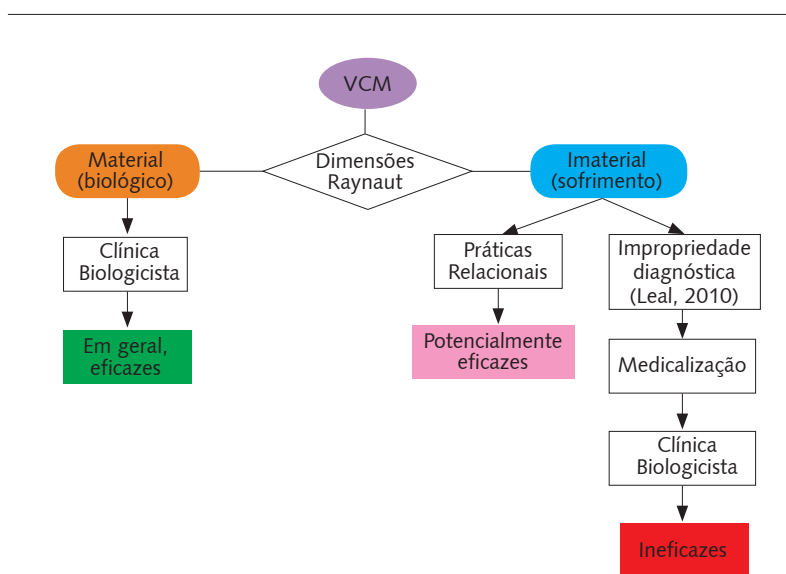 VCM
Dimensões
Raynaut
Material
(biológico)
Imaterial
(sofrimento)
Clínica
Biologicista
Práticas
Relacionais
Impropriedade
diagnóstica
(Leal, 2010)
Em geral,
eficazes
Potencialmente
eficazes
Medicalização
Clínica
Biologicista
Ineficazes